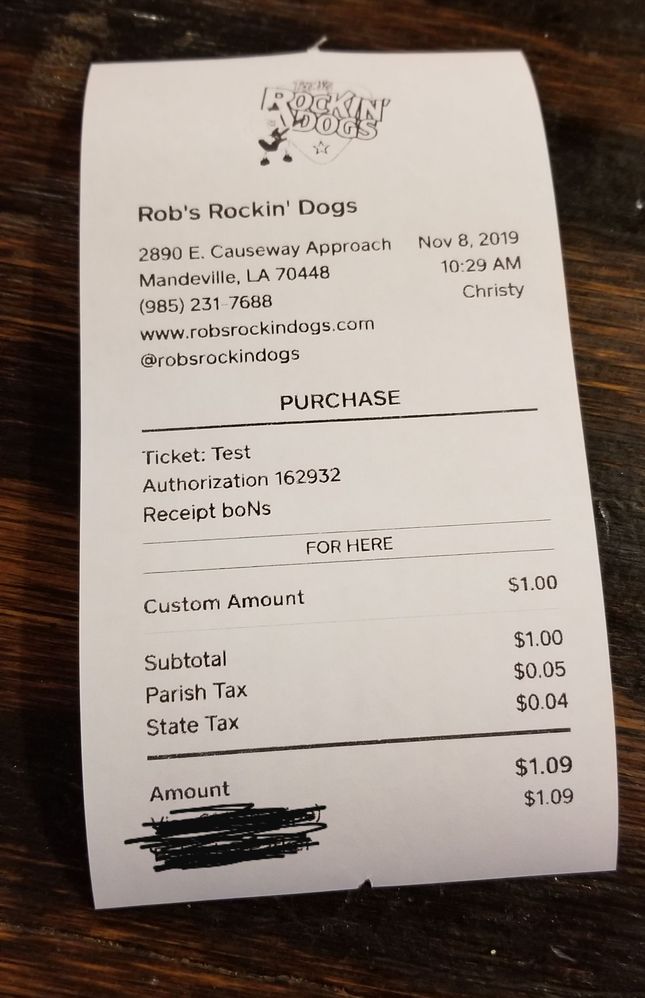 ROCKIN'
DOGS
Rob's Rockin' Dogs
2890 E. Causeway Approach Nov 8, 2019
Mandeville, LA 70448 10:29 AM
(985) 231-7688 Christy
www.robsrockindogs.com
@robsrockindogs
PURCHASE
Ticket: Test
Authorization 162932
Receipt boNs
FOR HERE
Custom Amount $1.00
Subtotal $1.00
Parish Tax $0.05
State Tax $0.04
Amount $1.09
$1.09